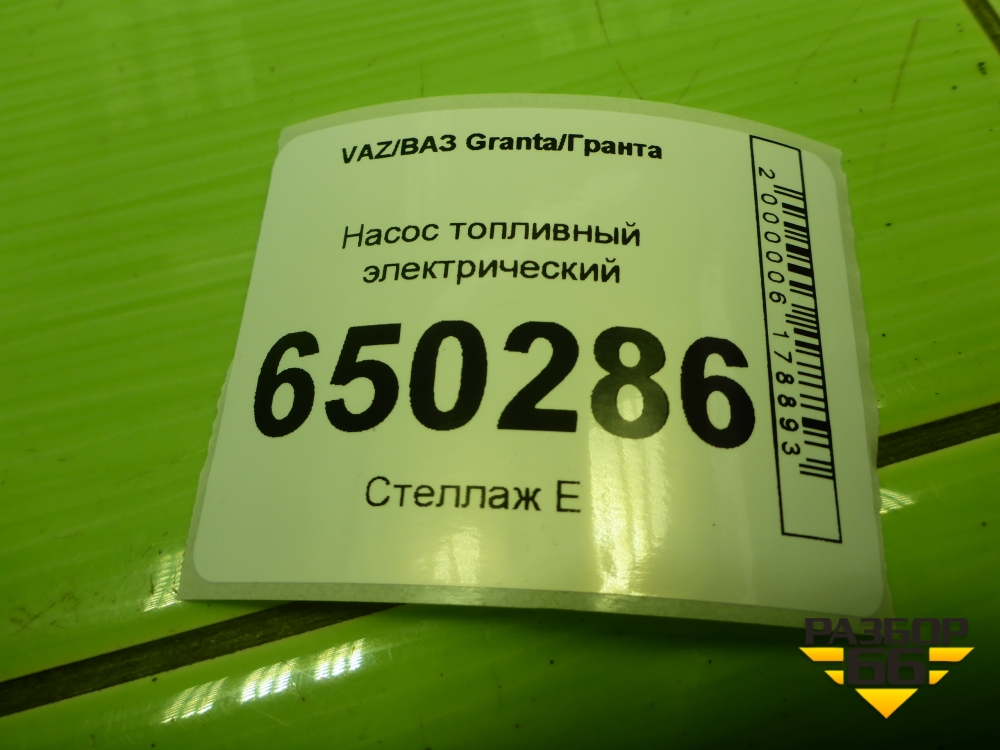 VAZ/ВАЗ Granta/Гранта
Насос топливный
электрический
650286
Стеллаж Е
2000006178893
РАЗБОР
66